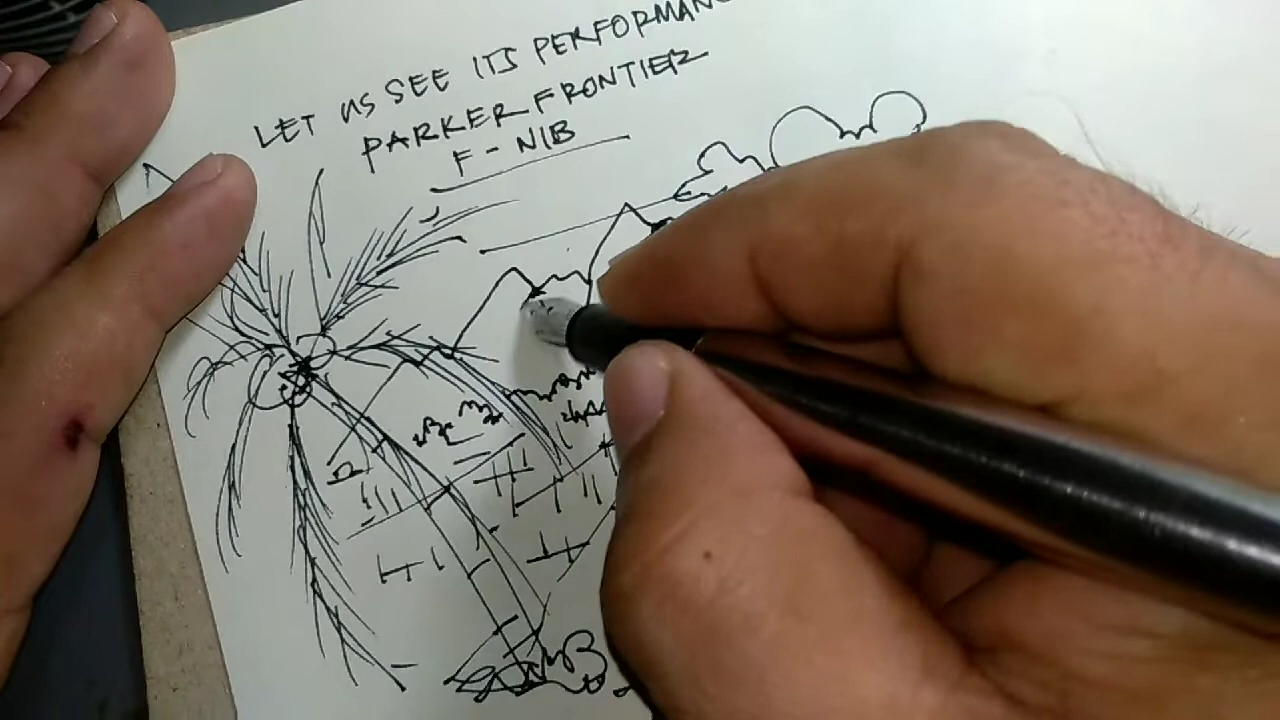 LET US SEE ITS PERFORMAN
PARKER FRONTIER
F - NIB